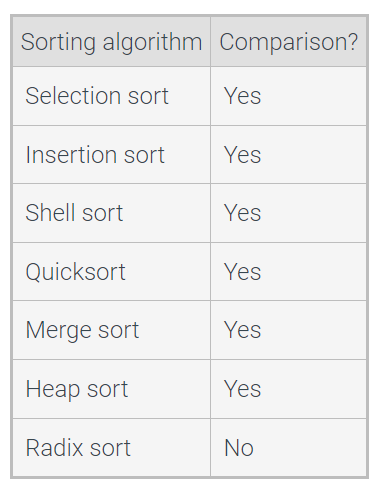 Sorting algorithm Comparison?
Selection sort Yes
Insertion sort Yes
Shell sort Yes
Quicksort Yes
Merge sort Yes
Heap sort Yes
Radix sort No